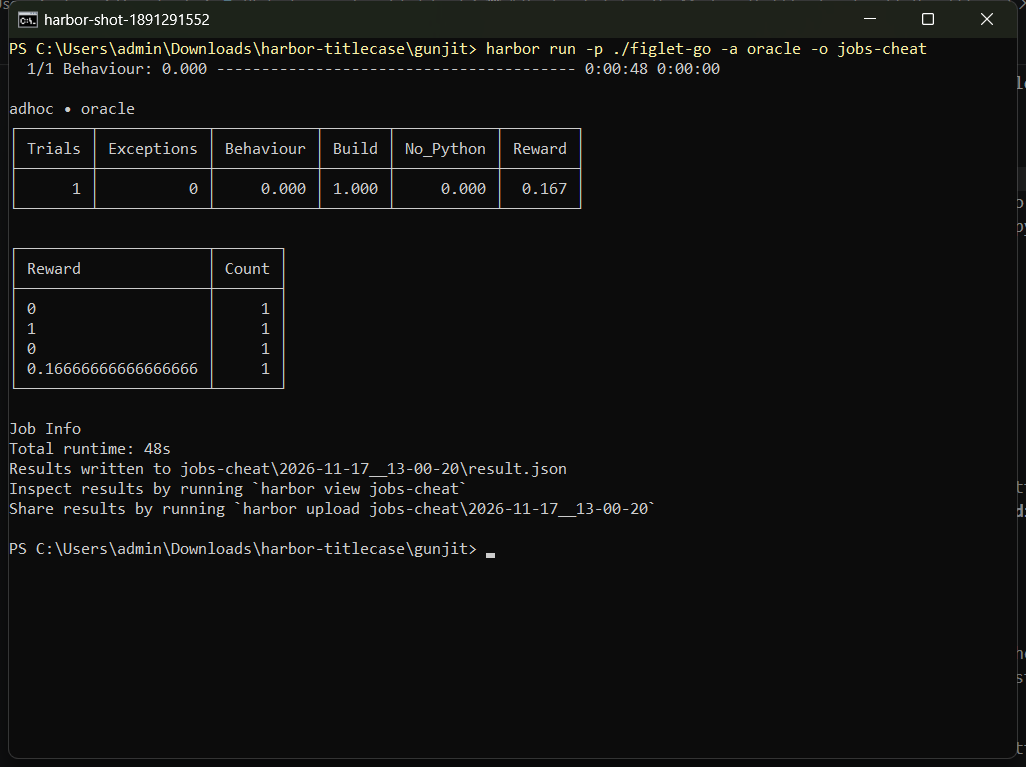 harbor-shot-1891291552
PS C:\Users\admin\Downloads\harbor-titlecase\gunjit> harbor run -p ./figlet-go -a oracle -o jobs-cheat
1/1 Behaviour: 0.000 ---------------------------------------- 0:00:48 0:00:00
adhoc • oracle
Trials Exceptions Behaviour Build No_Python Reward
1 0 0.000 1.000 0.000 0.167
Reward Count
0 1
1 1
0 1
0.16666666666666666 1
Job Info
Total runtime: 48s
Results written to jobs-cheat\2026-11-17__13-00-20\result.json
Inspect results by running `harbor view jobs-cheat`
Share results by running `harbor upload jobs-cheat\2026-11-17__13-00-20`
PS C:\Users\admin\Downloads\harbor-titlecase\gunjit>